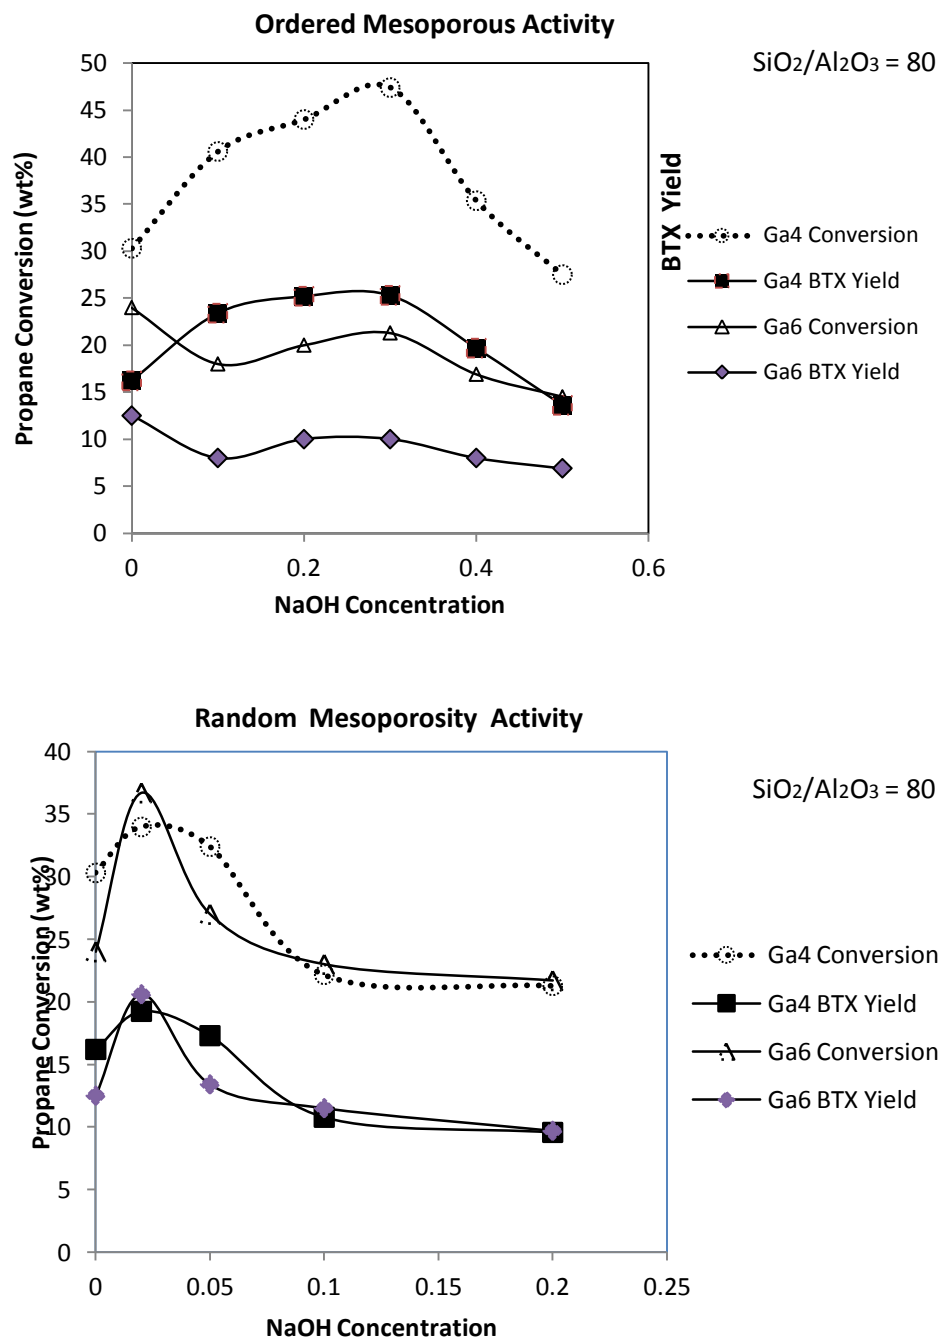 Ordered Mesoporous Activity
SiO2/Al2O3 = 80
Propane Conversion (wt%)
50
45
40
35
30
25
20
15
10
5
0
0
0.2
0.4
0.6
NaOH Concentration
BTX Yield
Ga4 Conversion
Ga4 BTX Yield
Ga6 Conversion
Ga6 BTX Yield
Random Mesoporosity Activity
SiO2/Al2O3 = 80
Propane Conversion (wt%)
40
35
30
25
20
15
10
5
0
0
0.05
0.1
0.15
0.2
0.25
NaOH Concentration
Ga4 Conversion
Ga4 BTX Yield
Ga6 Conversion
Ga6 BTX Yield